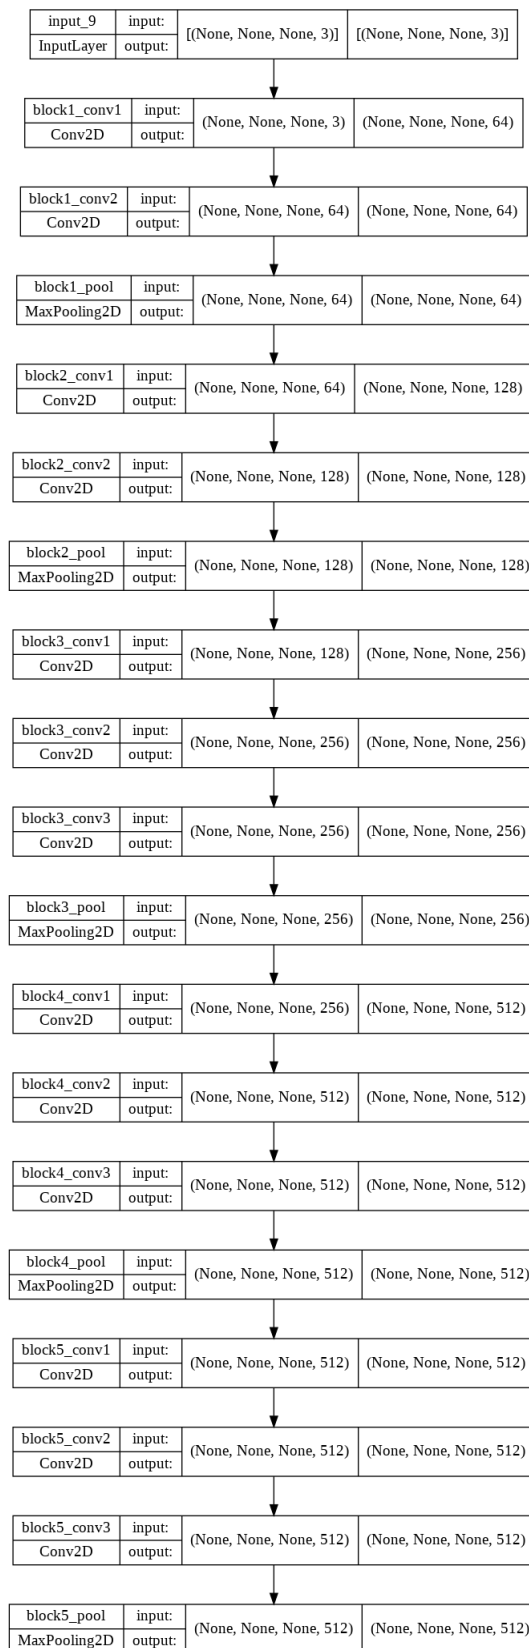 input_9 input: [(None, None, None, 3)] [(None, None, None, 3)]
InputLayer output:
block1_conv1 input: (None, None, None, 3) (None, None, None, 64)
Conv2D output:
block1_conv2 input: (None, None, None, 64) (None, None, None, 64)
Conv2D output:
block1_pool input: (None, None, None, 64) (None, None, None, 64)
MaxPooling2D output:
block2_conv1 input: (None, None, None, 64) (None, None, None, 128)
Conv2D output:
block2_conv2 input: (None, None, None, 128) (None, None, None, 128)
Conv2D output:
block2_pool input: (None, None, None, 128) (None, None, None, 128)
MaxPooling2D output:
block3_conv1 input: (None, None, None, 128) (None, None, None, 256)
Conv2D output:
block3_conv2 input: (None, None, None, 256) (None, None, None, 256)
Conv2D output:
block3_conv3 input: (None, None, None, 256) (None, None, None, 256)
Conv2D output:
block3_pool input: (None, None, None, 256) (None, None, None, 256)
MaxPooling2D output:
block4_conv1 input: (None, None, None, 256) (None, None, None, 512)
Conv2D output:
block4_conv2 input: (None, None, None, 512) (None, None, None, 512)
Conv2D output:
block4_conv3 input: (None, None, None, 512) (None, None, None, 512)
Conv2D output:
block4_pool input: (None, None, None, 512) (None, None, None, 512)
MaxPooling2D output:
block5_conv1 input: (None, None, None, 512) (None, None, None, 512)
Conv2D output:
block5_conv2 input: (None, None, None, 512) (None, None, None, 512)
Conv2D output:
block5_conv3 input: (None, None, None, 512) (None, None, None, 512)
Conv2D output:
block5_pool input: (None, None, None, 512) (None, None, None, 512)
MaxPooling2D output: